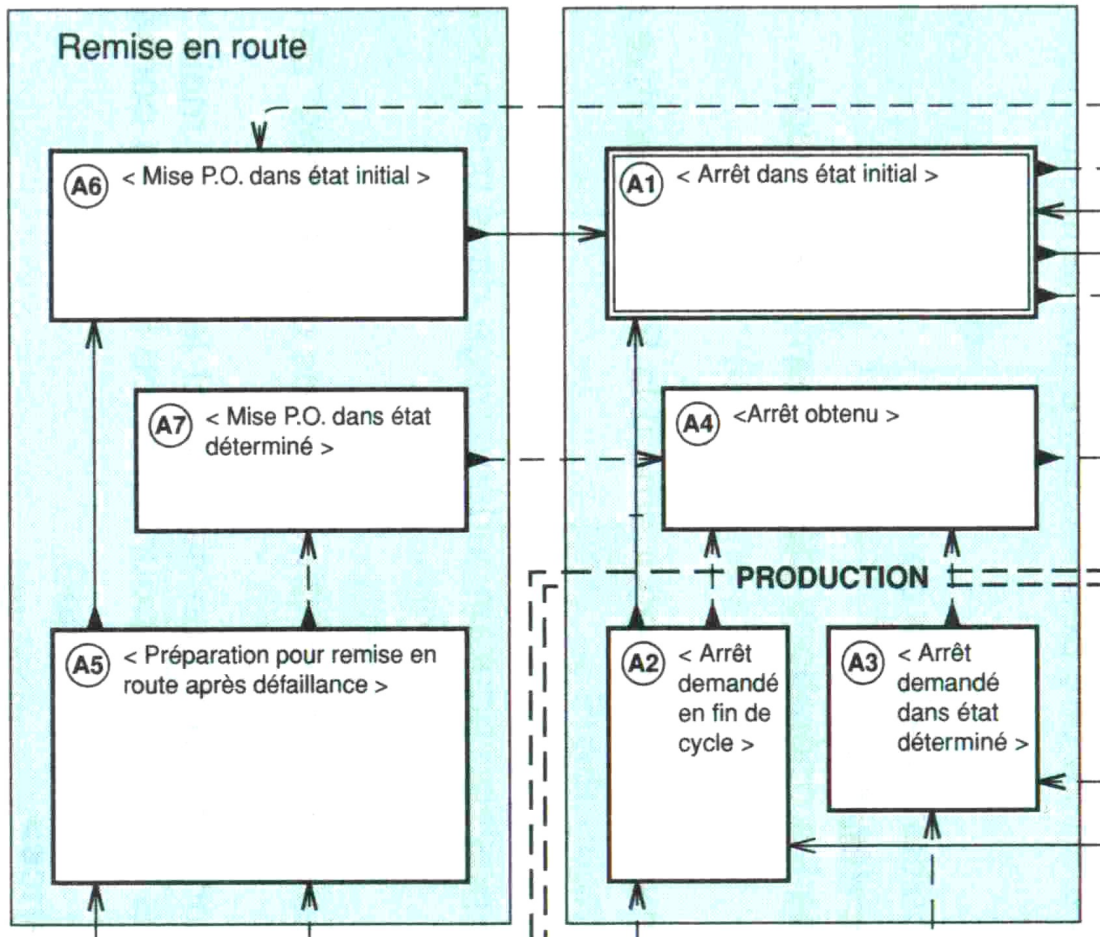 Remise en route
A6 < Mise P.O. dans état initial >
A1 < Arrêt dans état initial >
A7 < Mise P.O. dans état
déterminé >
A4 <Arrêt obtenu >
PRODUCTION
A5 < Préparation pour remise en
route après défaillance >
A2 < Arrêt
demandé
en fin de
cycle >
A3 < Arrêt
demandé
dans état
déterminé >